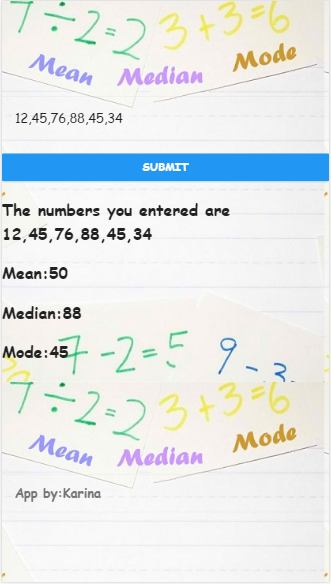 7÷2=2 3+3=6
Mean Median Mode
12,45,76,88,45,34
SUBMIT
The numbers you entered are
12,45,76,88,45,34
Mean:50
Median:88
Mode:45
7-2=5 9-3
7÷2=2 3+3=6
Mean Median Mode
App by:Karina